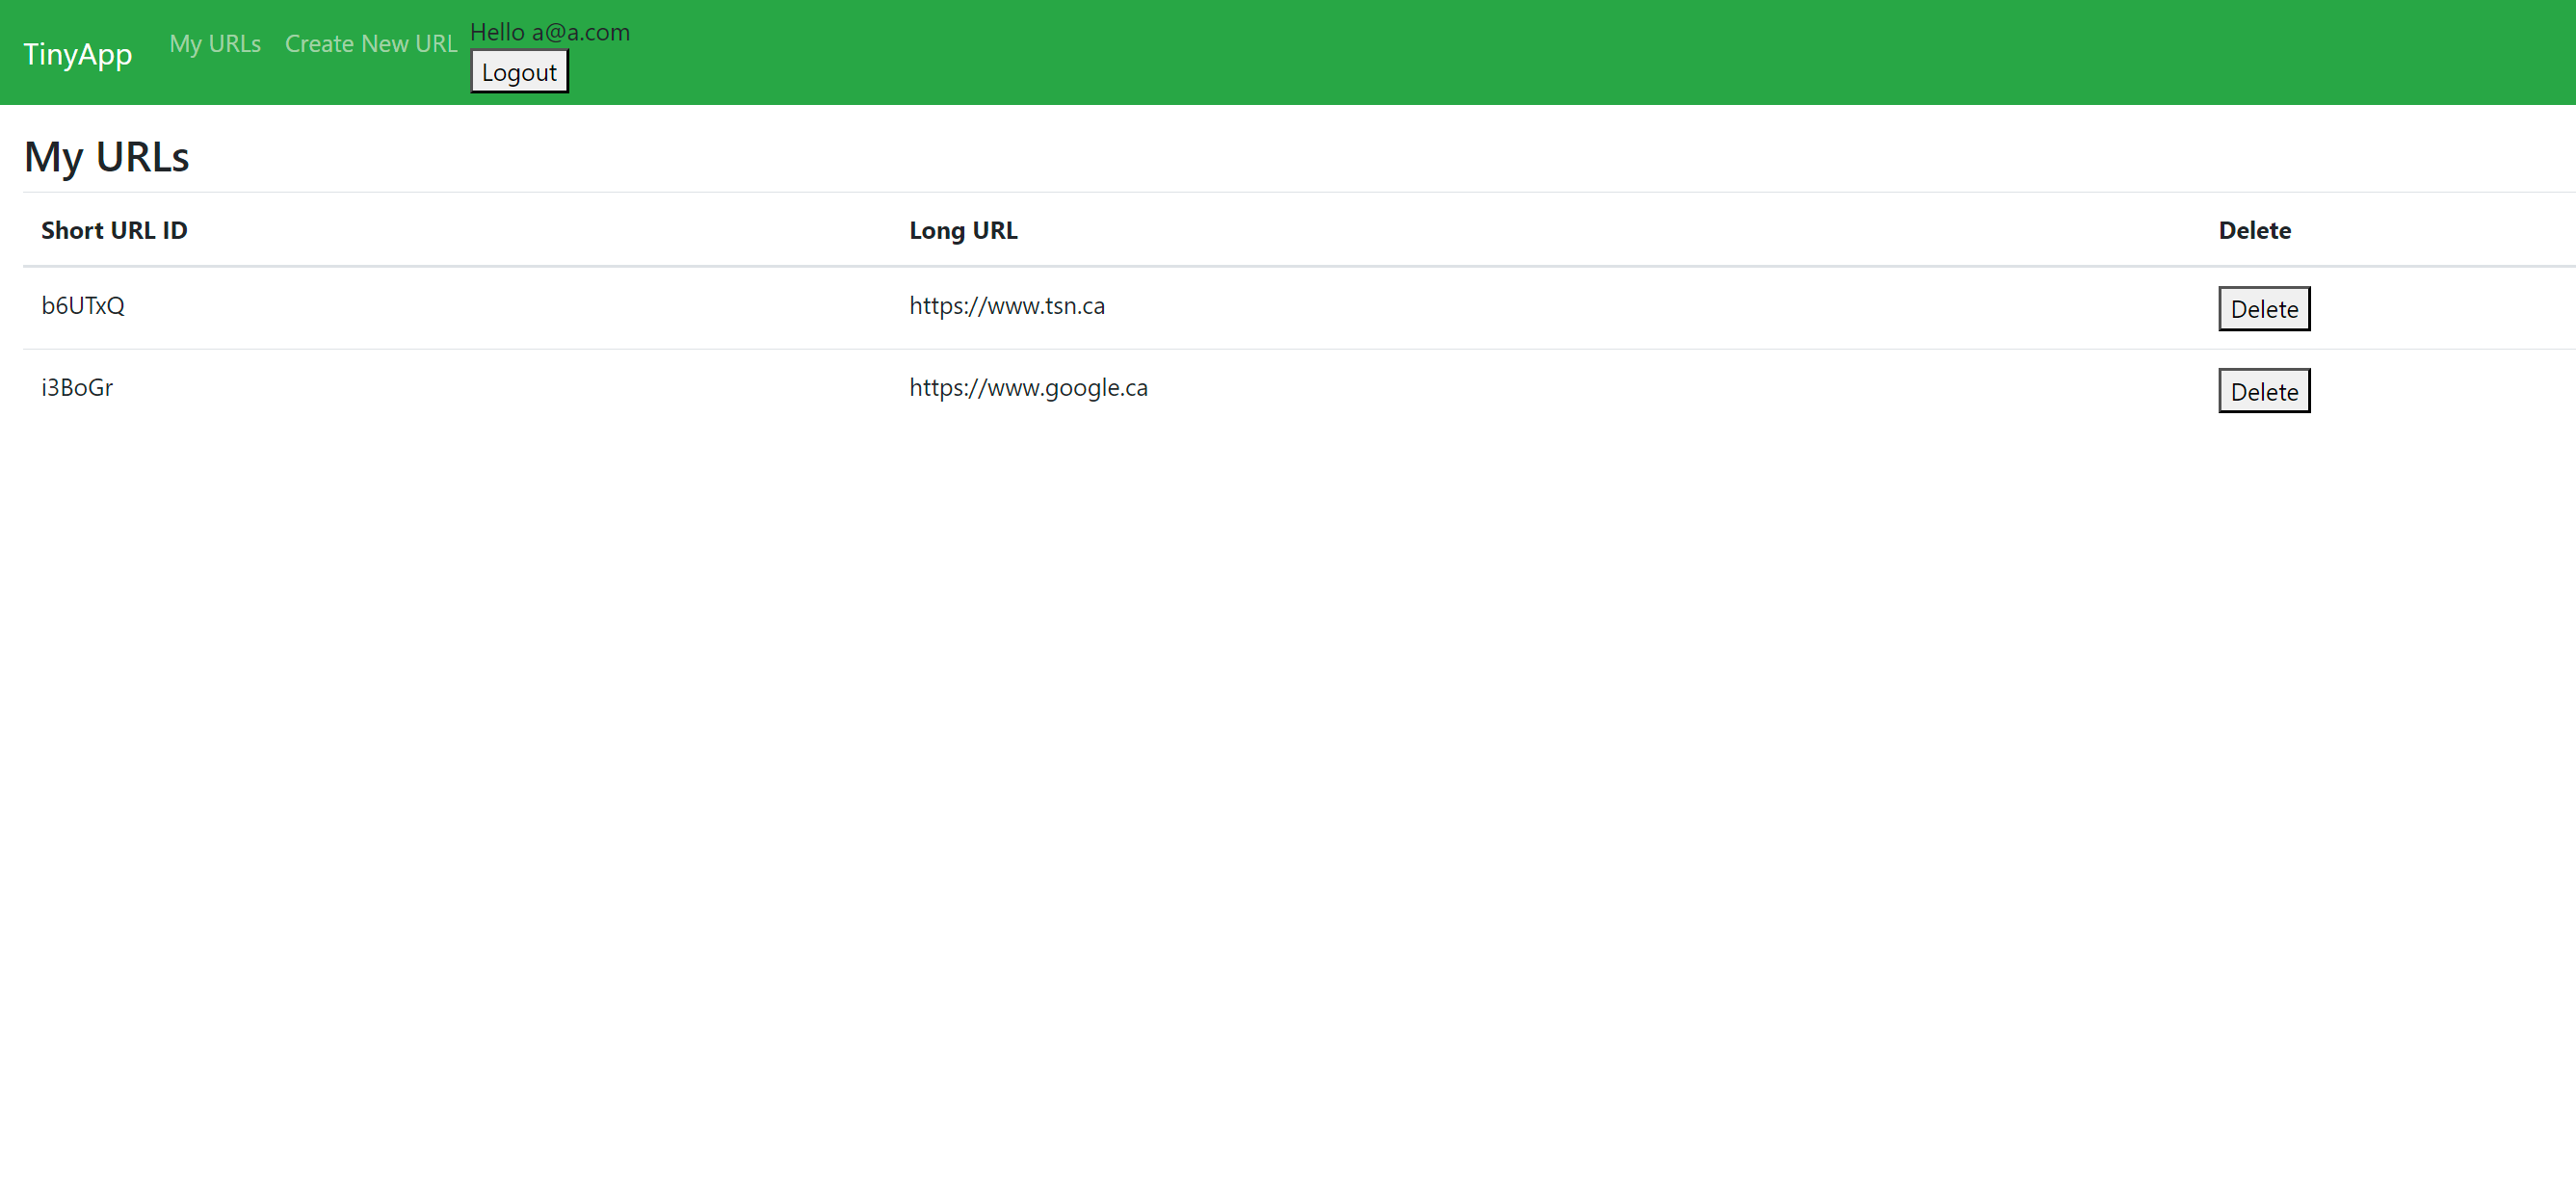 TinyApp My URLs Create New URL Hello a@a.com
Logout
My URLs
Short URL ID Long URL Delete
b6UTxQ https://www.tsn.ca Delete
i3BoGr https://www.google.ca Delete